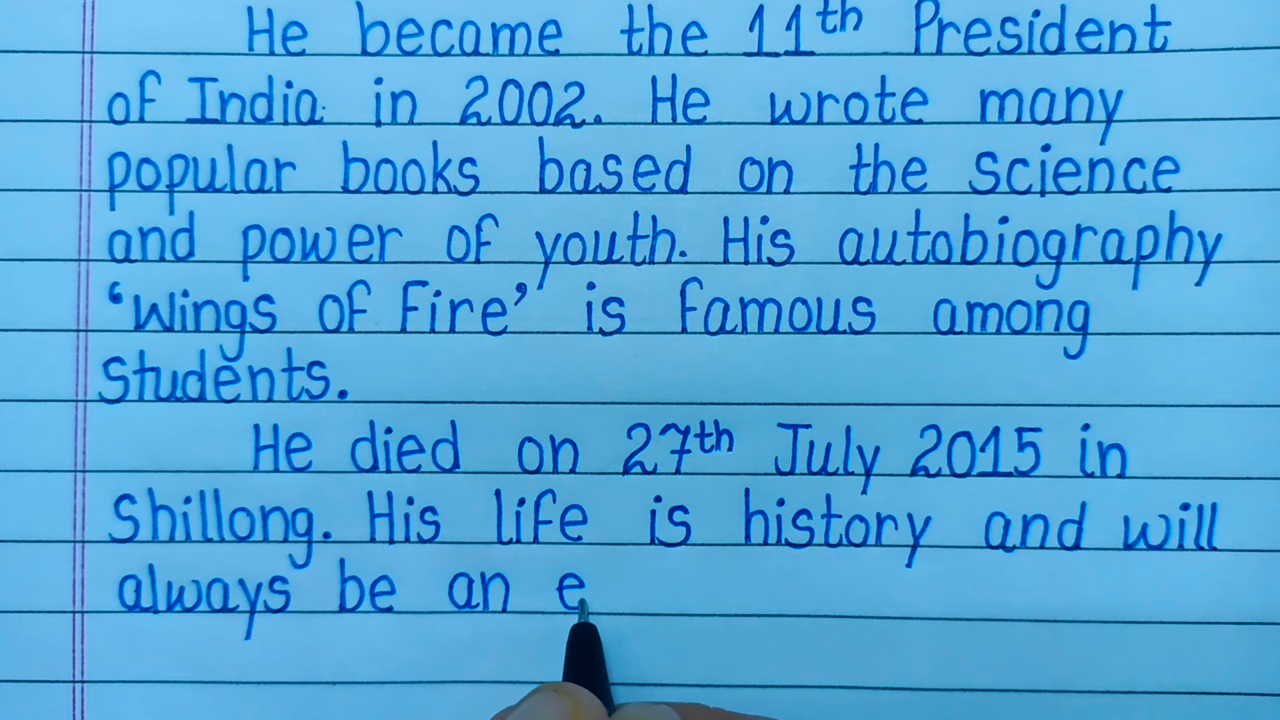 He became the 11th President
of India in 2002. He wrote many
popular books based on the science
and power of youth. His autobiography
‘Wings of Fire’ is famous among
students.
He died on 27th July 2015 in
Shillong. His life is history and will
always be an e